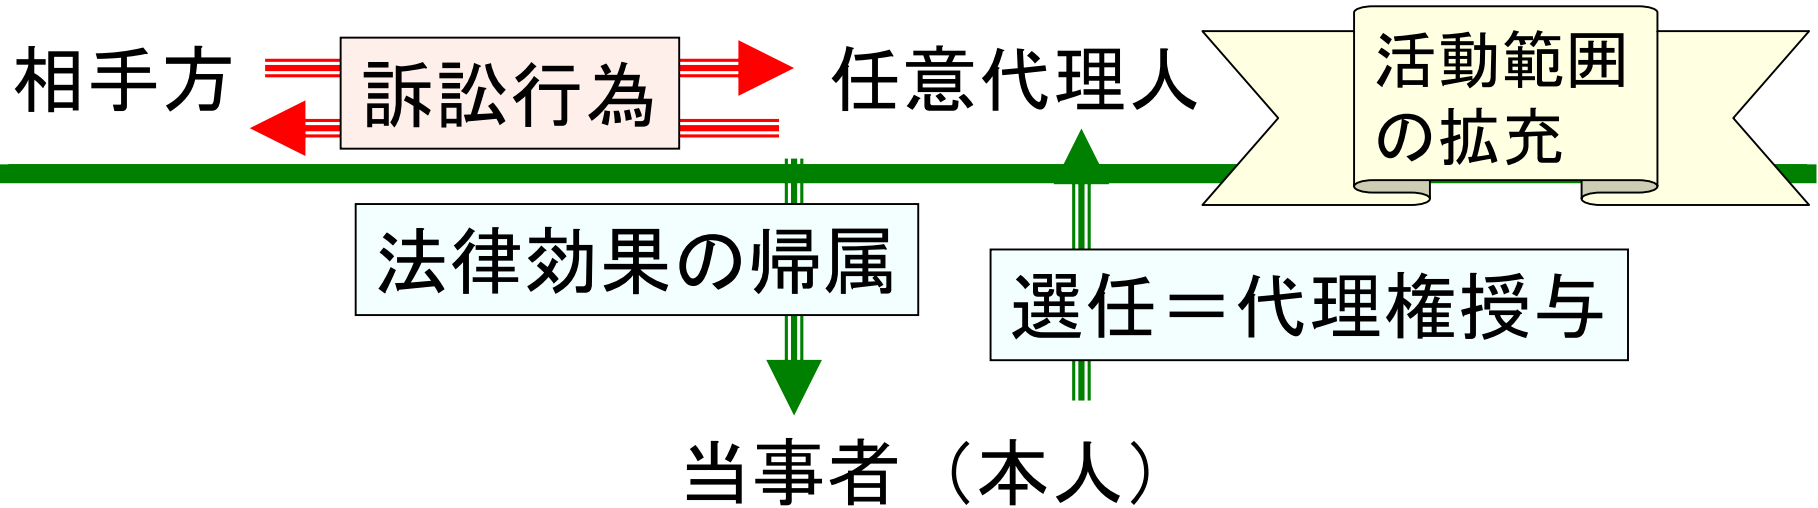 相手方
訴訟行為
任意代理人
活動範囲
の拡充
法律効果の帰属
選任＝代理権授与
当事者（本人）